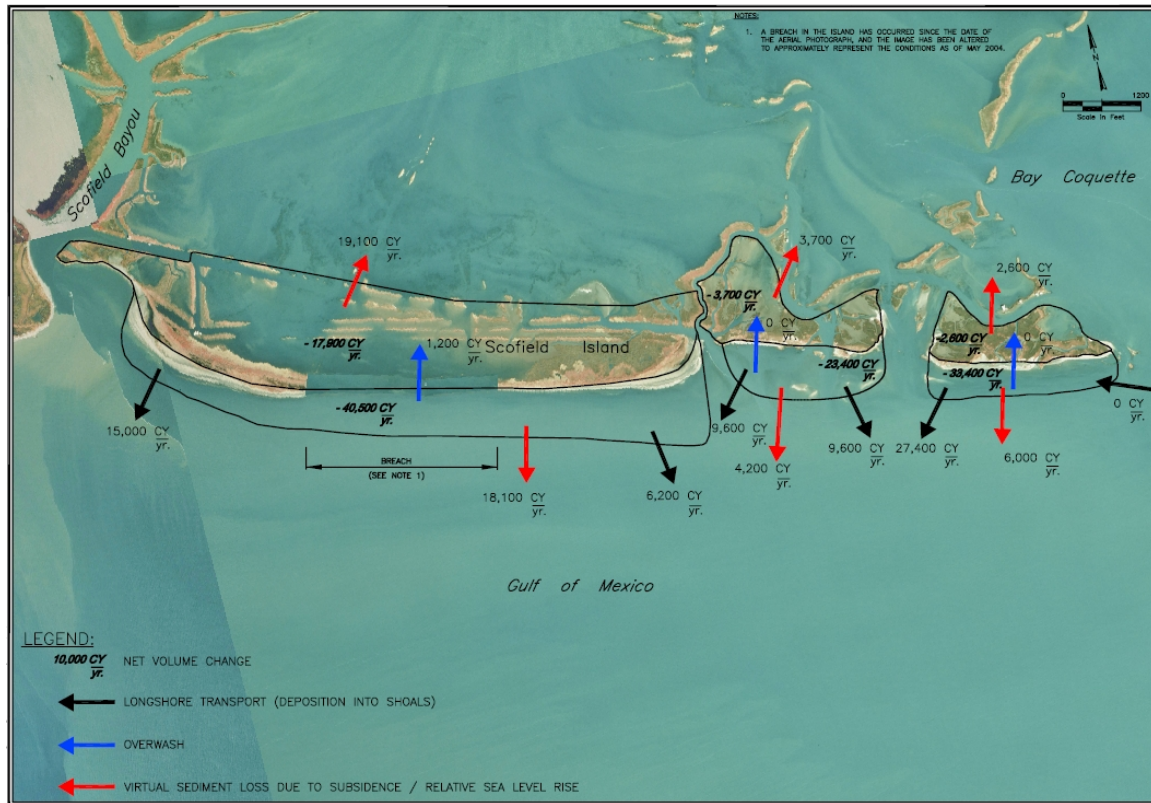 NOTES:
1. A BREACH IN THE ISLAND HAS OCCURRED SINCE THE DATE OF
THE AERIAL PHOTOGRAPH, AND THE IMAGE HAS BEEN ALTERED
TO APPROXIMATELY REPRESENT THE CONDITIONS AS OF MAY 2004.
N
0 1200
Scale In Feet
Scofield Bayou
Bay Coquette
19,100 CY
yr.
3,700 CY
yr.
2,600 CY
yr.
- 3,700 CY
yr.
0 CY
yr.
- 17,900 CY
yr.
1,200 CY
yr.
Scofield Island
-2,600 CY
yr.
0 CY
yr.
- 23,400 CY
yr.
- 33,400 CY
yr.
- 40,500 CY
yr.
0 CY
yr.
15,000 CY
yr.
9,600 CY
yr.
9,600 CY
yr.
27,400 CY
yr.
6,000 CY
yr.
BREACH
(SEE NOTE 1)
4,200 CY
yr.
18,100 CY
yr.
6,200 CY
yr.
Gulf of Mexico
LEGEND:
10,000 CY
yr.
NET VOLUME CHANGE
LONGSHORE TRANSPORT (DEPOSITION INTO SHOALS)
OVERWASH
VIRTUAL SEDIMENT LOSS DUE TO SUBSIDENCE / RELATIVE SEA LEVEL RISE